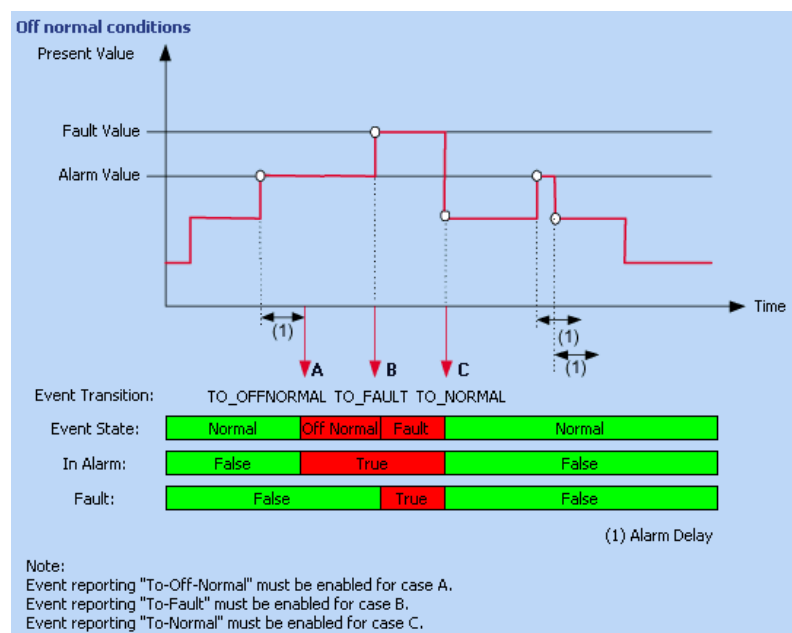 Off normal conditions
Present Value
Fault Value
Alarm Value
Time
(1)
(1)
(1)
A B C
Event Transition: TO_OFFNORMAL TO_FAULT TO_NORMAL
Event State: Normal Off Normal Fault Normal
In Alarm: False True False
Fault: False True False
(1) Alarm Delay
Note:
Event reporting "To-Off-Normal" must be enabled for case A.
Event reporting "To-Fault" must be enabled for case B.
Event reporting "To-Normal" must be enabled for case C.